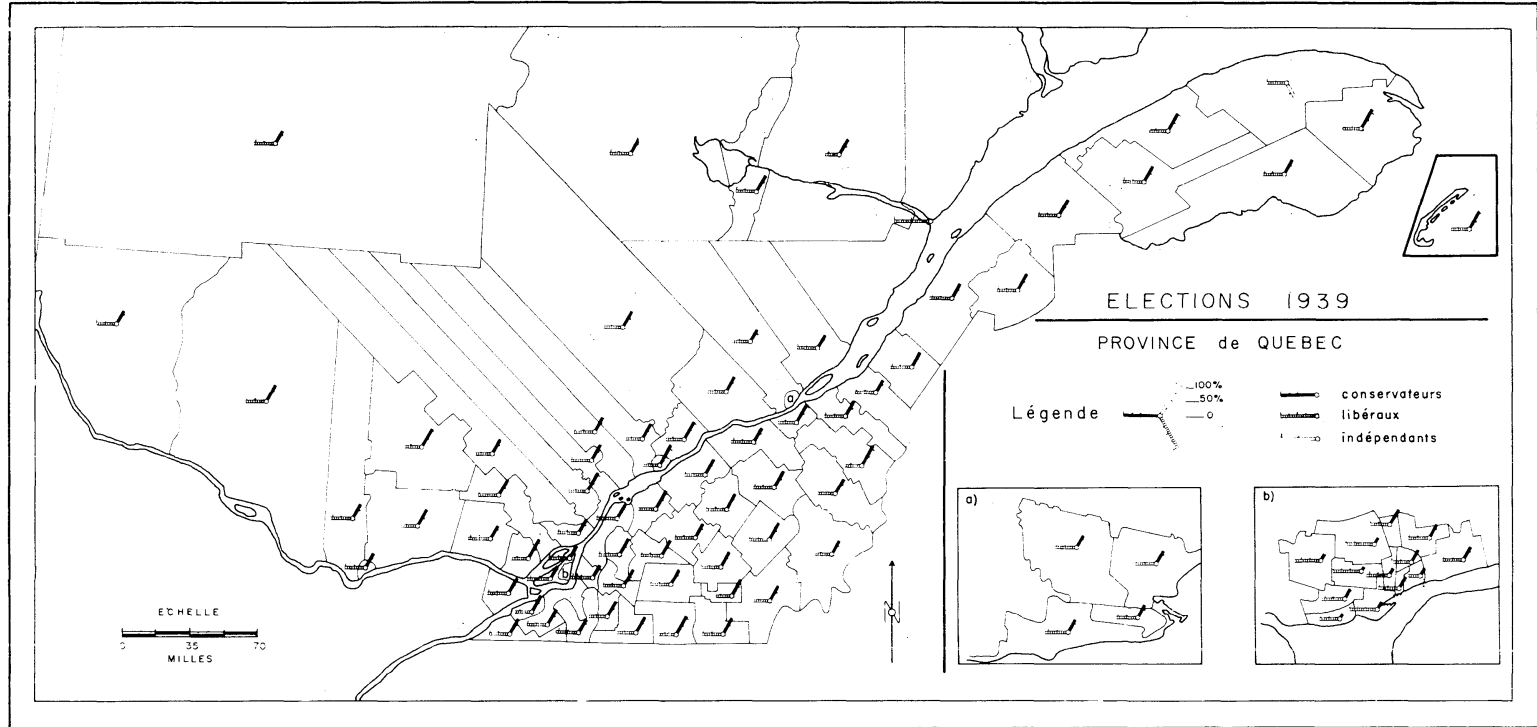 a
b
ELECTIONS 1939
PROVINCE de QUEBEC
Légende
100%
50%
0
conservateurs
libéraux
indépendants
a)
b)
N
ECHELLE
0 35 70
MILLES